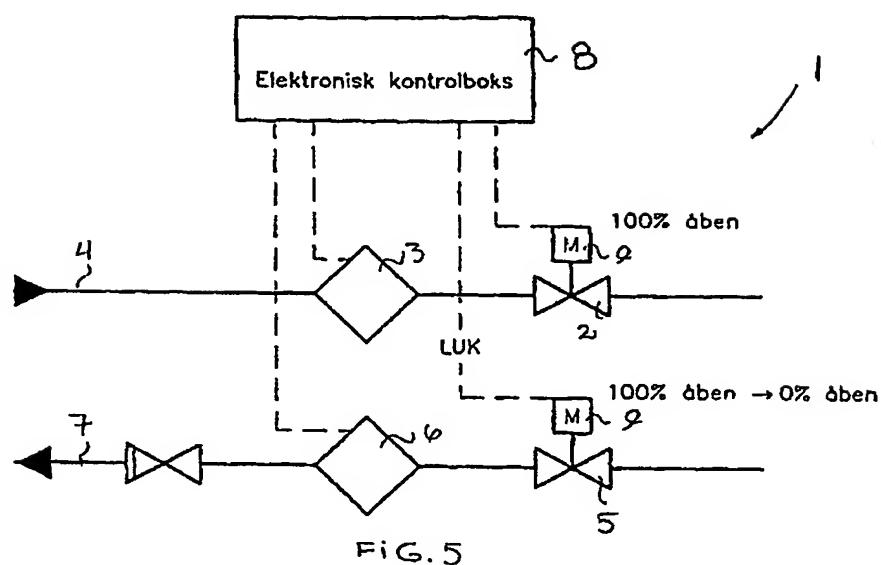 8
Elektronisk kontrolboks
1
100% åben
4
3
M
9
2
LUK
100% åben → 0% åben
7
6
M
9
5
FIG. 5